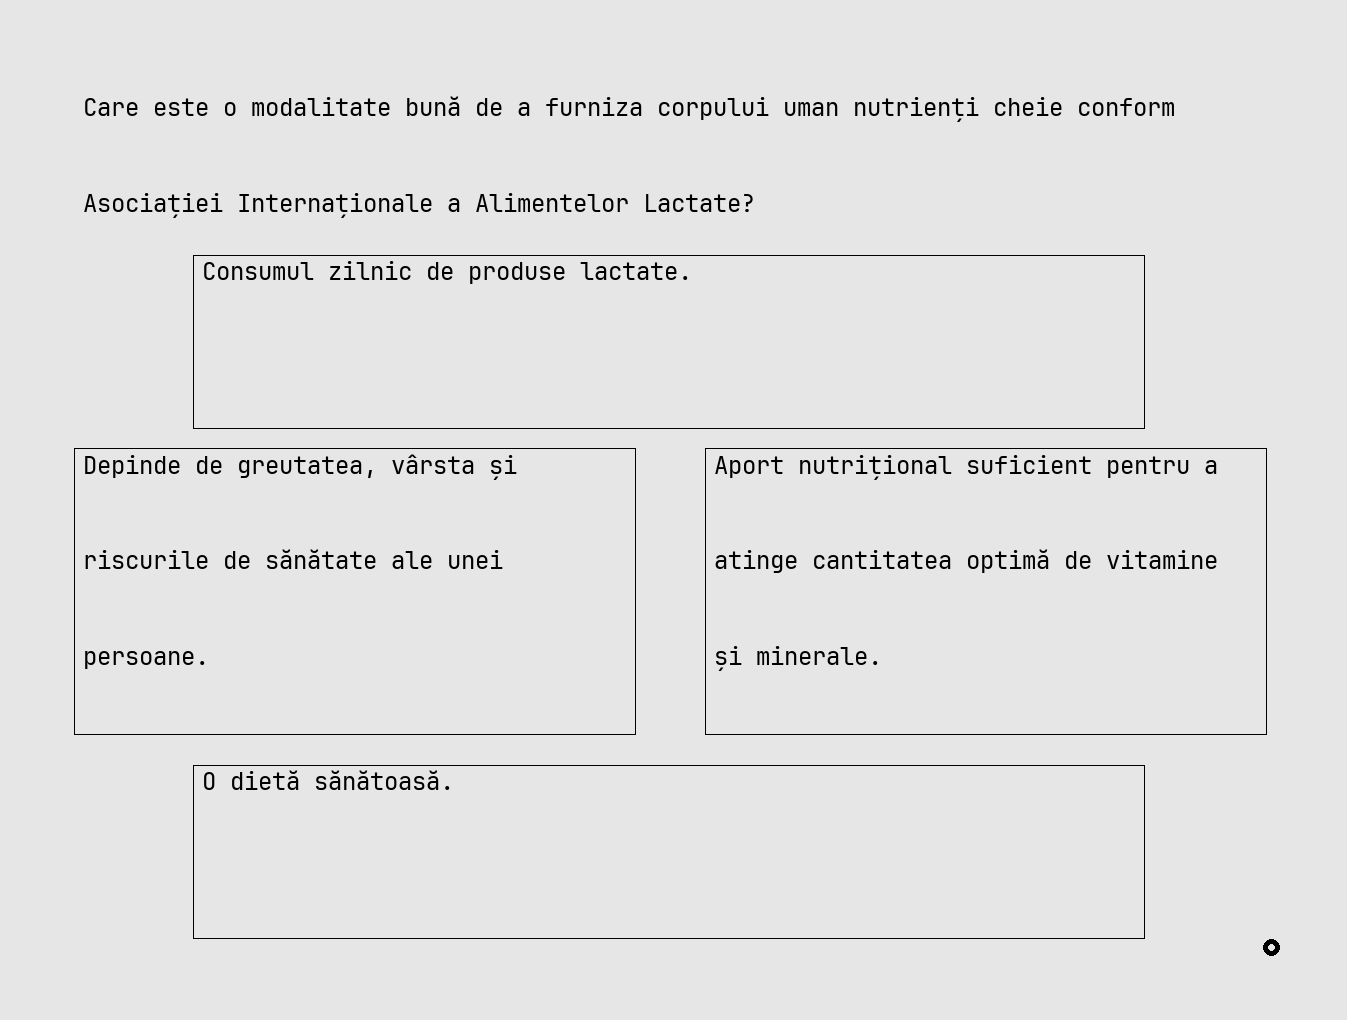 Care este o modalitate bună de a furniza corpului uman nutrienți cheie conform
Asociației Internaționale a Alimentelor Lactate?
Consumul zilnic de produse lactate.
Depinde de greutatea, vârsta și
riscurile de sănătate ale unei
persoane.
Aport nutrițional suficient pentru a
atinge cantitatea optimă de vitamine
și minerale.
O dietă sănătoasă.